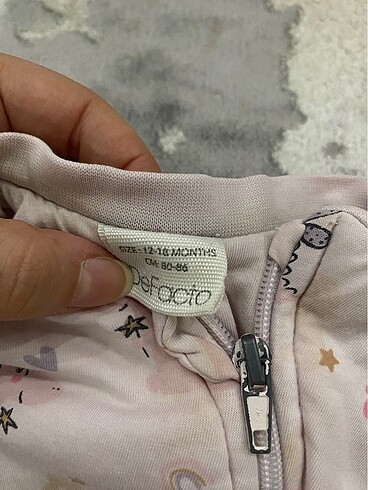 SIZE: 12-18 MONTHS
CM: 80-86
DeFacto